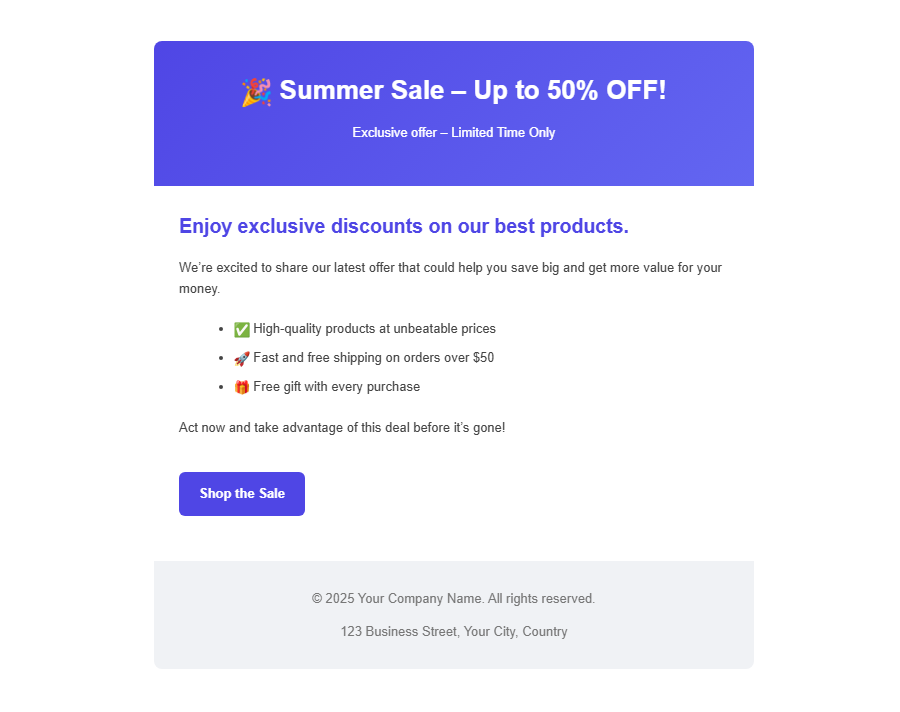 🎉 Summer Sale – Up to 50% OFF!
Exclusive offer – Limited Time Only
Enjoy exclusive discounts on our best products.
We’re excited to share our latest offer that could help you save big and get more value for your
money.
• ✅ High-quality products at unbeatable prices
• 🚀 Fast and free shipping on orders over $50
• 🎁 Free gift with every purchase
Act now and take advantage of this deal before it’s gone!
Shop the Sale
© 2025 Your Company Name. All rights reserved.
123 Business Street, Your City, Country